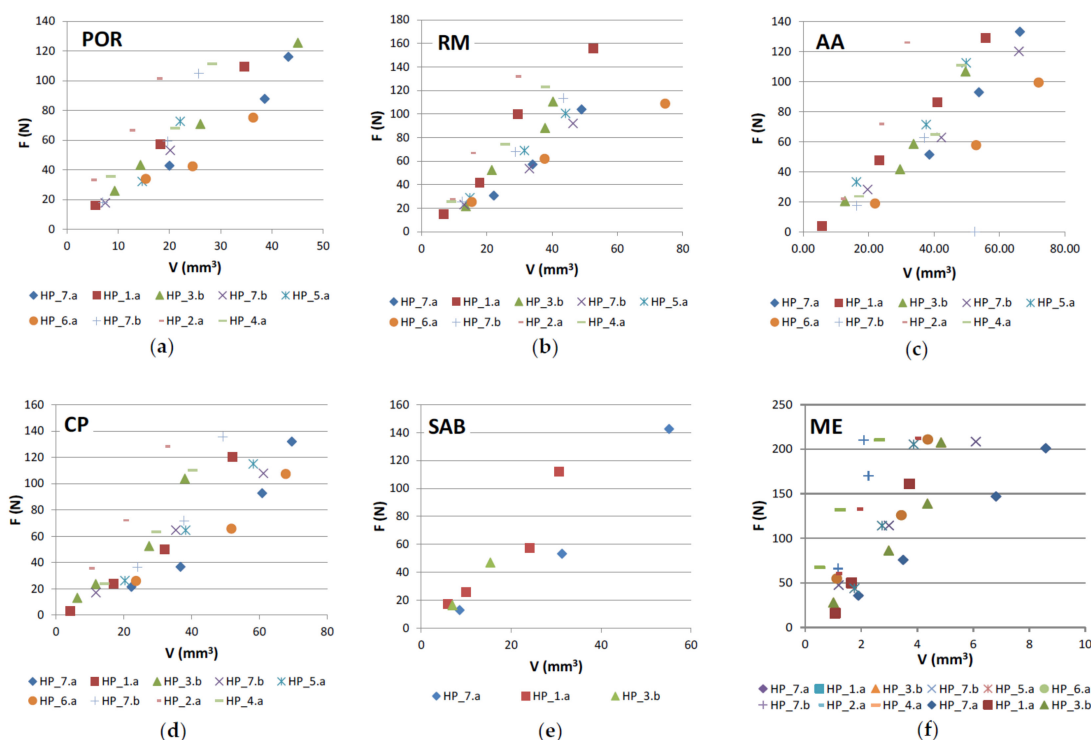 POR
F (N)
140
120
100
80
60
40
20
0
0 10 20 30 40 50
V (mm³)
HP_7.a HP_1.a HP_3.b HP_7.b HP_5.a
HP_6.a HP_7.b HP_2.a HP_4.a
(a)
RM
F (N)
180
160
140
120
100
80
60
40
20
0
0 20 40 60 80
V (mm³)
HP_7.a HP_1.a HP_3.b HP_7.b HP_5.a
HP_6.a HP_7.b HP_2.a HP_4.a
(b)
AA
F (N)
140
120
100
80
60
40
20
0
0.00 20.00 40.00 60.00 80.00
V (mm³)
HP_7.a HP_1.a HP_3.b HP_7.b HP_5.a
HP_6.a HP_7.b HP_2.a HP_4.a
(c)
CP
F (N)
160
140
120
100
80
60
40
20
0
0 20 40 60 80
V (mm³)
HP_7.a HP_1.a HP_3.b HP_7.b HP_5.a
HP_6.a HP_7.b HP_2.a HP_4.a
(d)
SAB
F (N)
160
140
120
100
80
60
40
20
0
0 20 40 60
V (mm³)
HP_7.a HP_1.a HP_3.b
(e)
ME
F (N)
250
200
150
100
50
0
0 2 4 6 8 10
V (mm³)
HP_7.a HP_1.a HP_3.b HP_7.b HP_5.a HP_6.a
HP_7.b HP_2.a HP_4.a HP_7.a HP_1.a HP_3.b
(f)